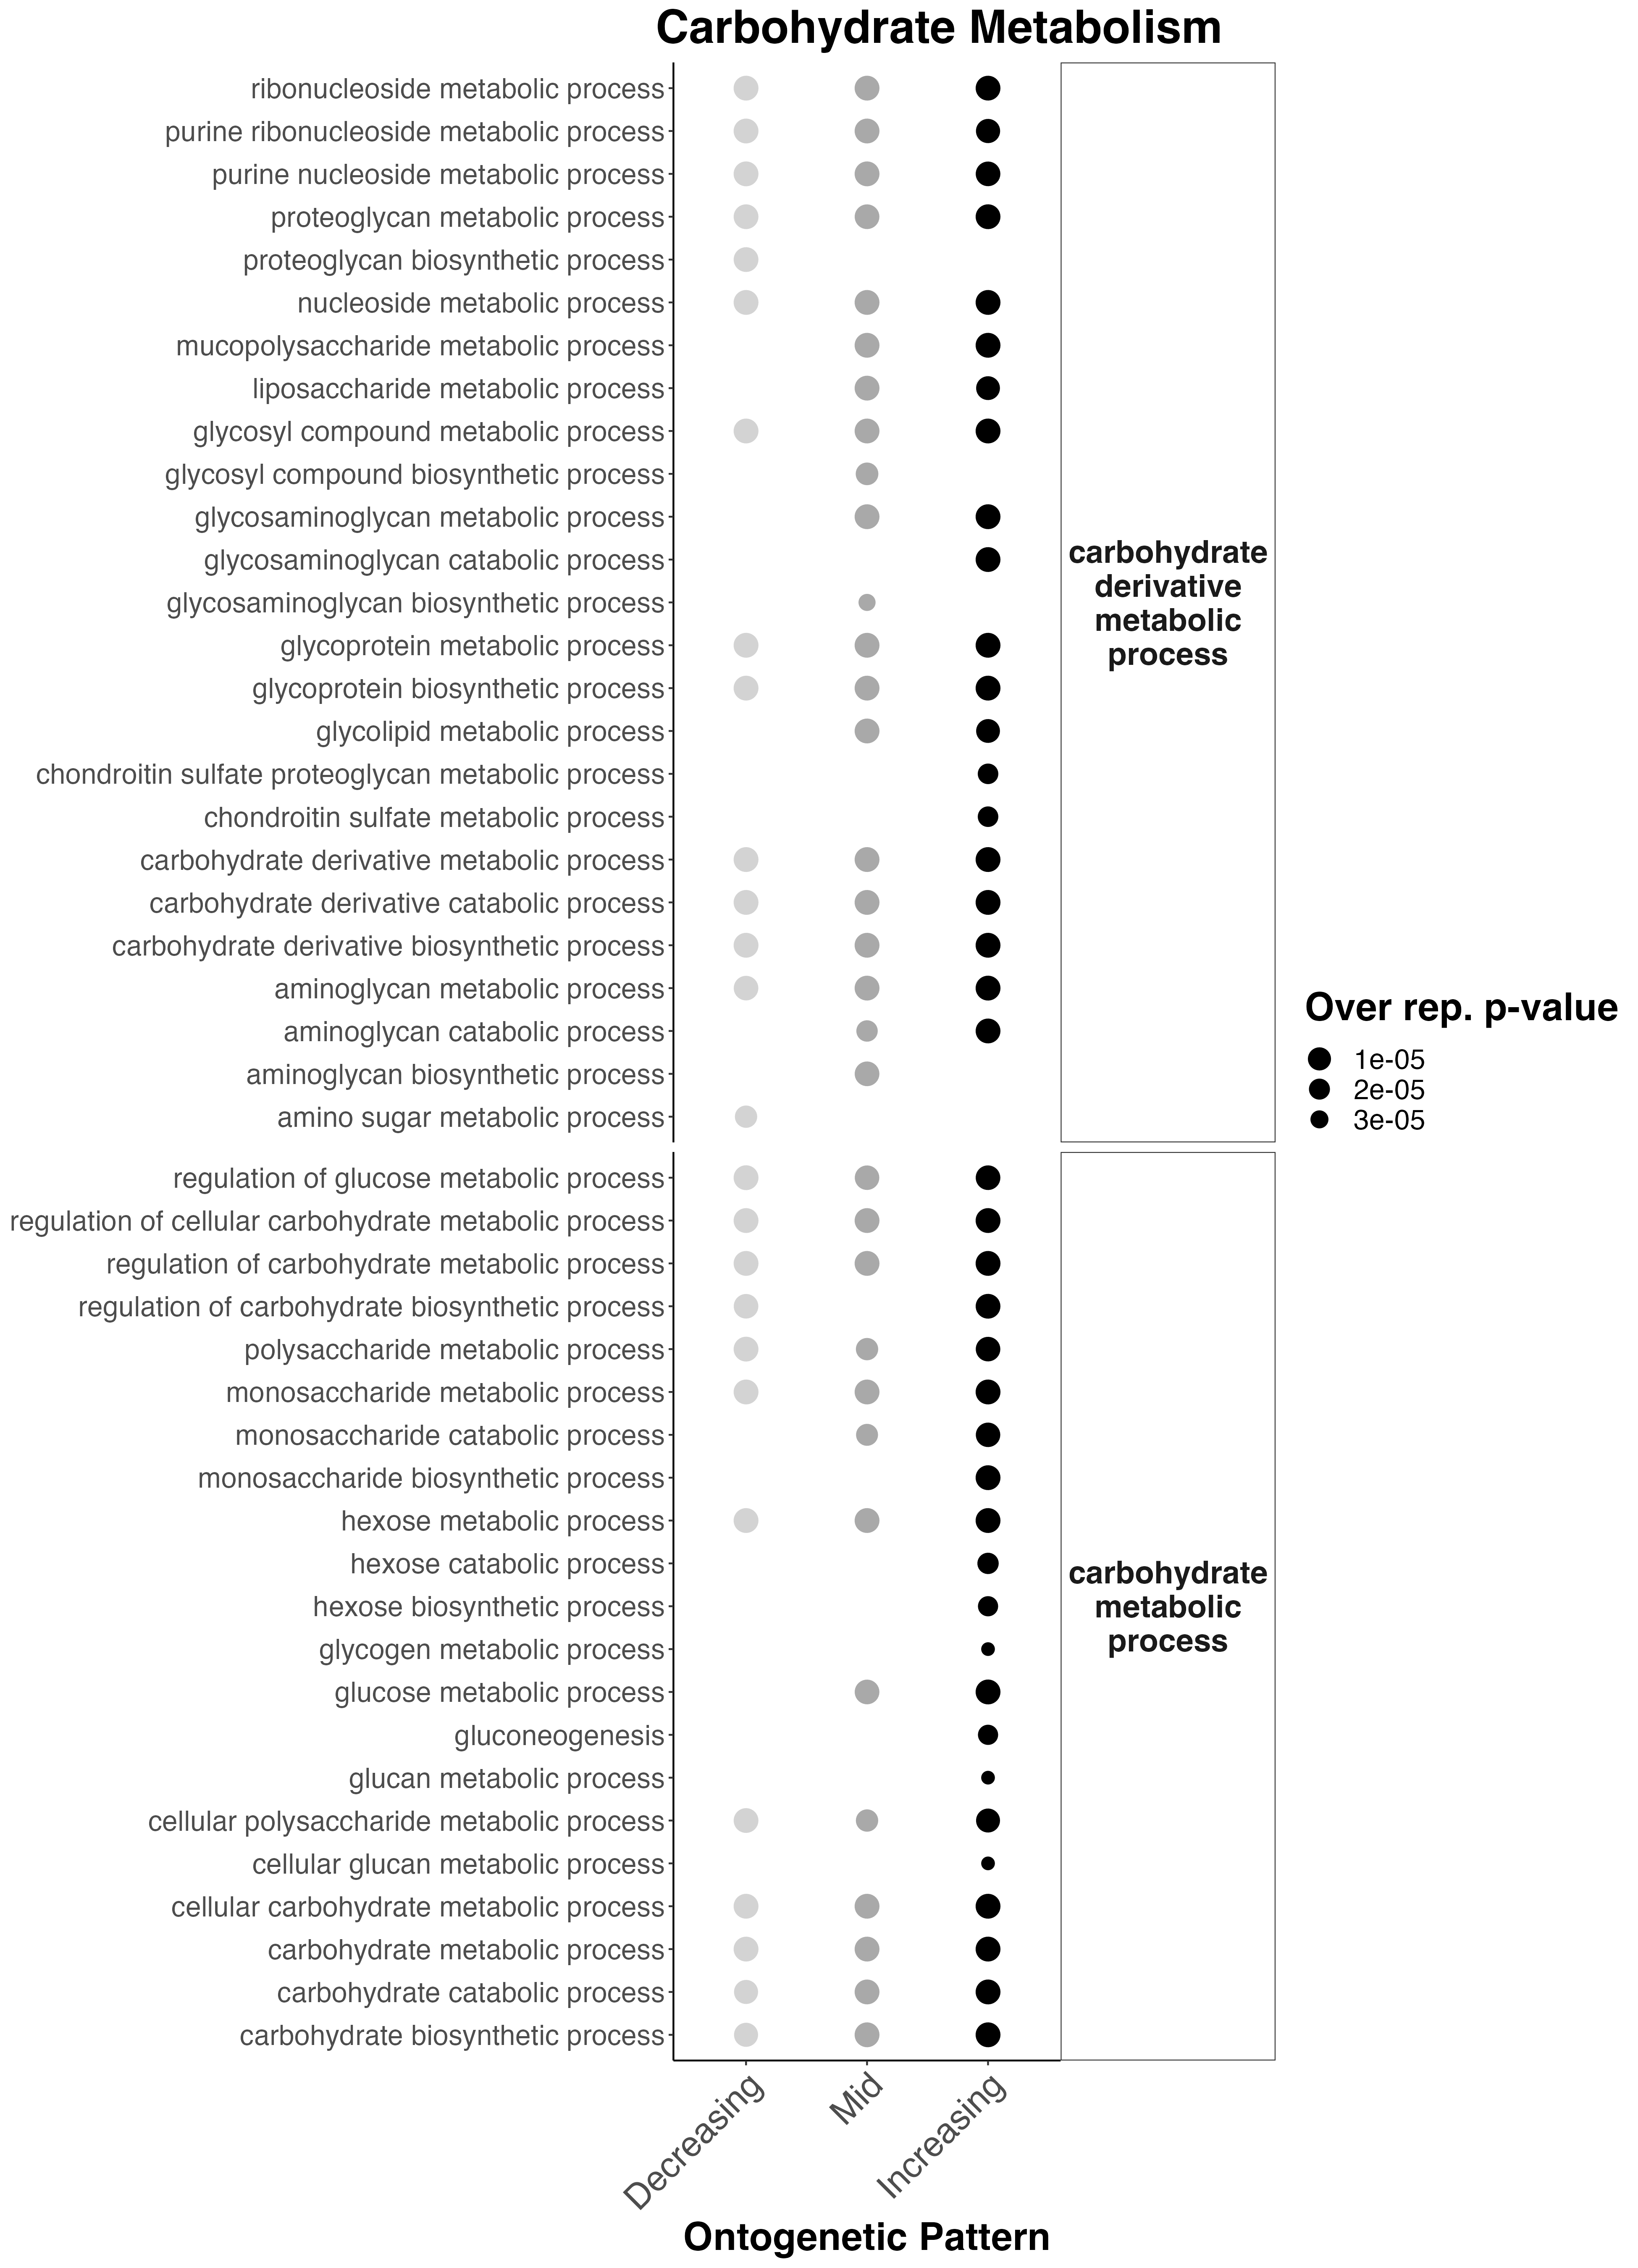 Carbohydrate Metabolism
ribonucleoside metabolic process
purine ribonucleoside metabolic process
purine nucleoside metabolic process
proteoglycan metabolic process
proteoglycan biosynthetic process
nucleoside metabolic process
mucopolysaccharide metabolic process
liposaccharide metabolic process
glycosyl compound metabolic process
glycosyl compound biosynthetic process
glycosaminoglycan metabolic process
glycosaminoglycan catabolic process
glycosaminoglycan biosynthetic process
glycoprotein metabolic process
glycoprotein biosynthetic process
glycolipid metabolic process
chondroitin sulfate proteoglycan metabolic process
chondroitin sulfate metabolic process
carbohydrate derivative metabolic process
carbohydrate derivative catabolic process
carbohydrate derivative biosynthetic process
aminoglycan metabolic process
aminoglycan catabolic process
aminoglycan biosynthetic process
amino sugar metabolic process
carbohydrate
derivative
metabolic
process
regulation of glucose metabolic process
regulation of cellular carbohydrate metabolic process
regulation of carbohydrate metabolic process
regulation of carbohydrate biosynthetic process
polysaccharide metabolic process
monosaccharide metabolic process
monosaccharide catabolic process
monosaccharide biosynthetic process
hexose metabolic process
hexose catabolic process
hexose biosynthetic process
glycogen metabolic process
glucose metabolic process
gluconeogenesis
glucan metabolic process
cellular polysaccharide metabolic process
cellular glucan metabolic process
cellular carbohydrate metabolic process
carbohydrate metabolic process
carbohydrate catabolic process
carbohydrate biosynthetic process
carbohydrate
metabolic
process
Decreasing
Mid
Increasing
Ontogenetic Pattern
Over rep. p-value
1e-05
2e-05
3e-05